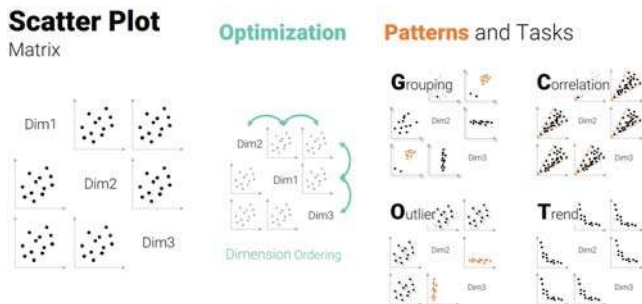 Scatter Plot
Matrix
Dim1
Dim2
Dim3
Optimization
Dim2
Dim1
Dim3
Dimension Ordering
Patterns and Tasks
Grouping
Dim2
Dim3
Correlation
Dim2
Dim3
Outlier
Dim2
Dim3
Trend
Dim2
Dim3